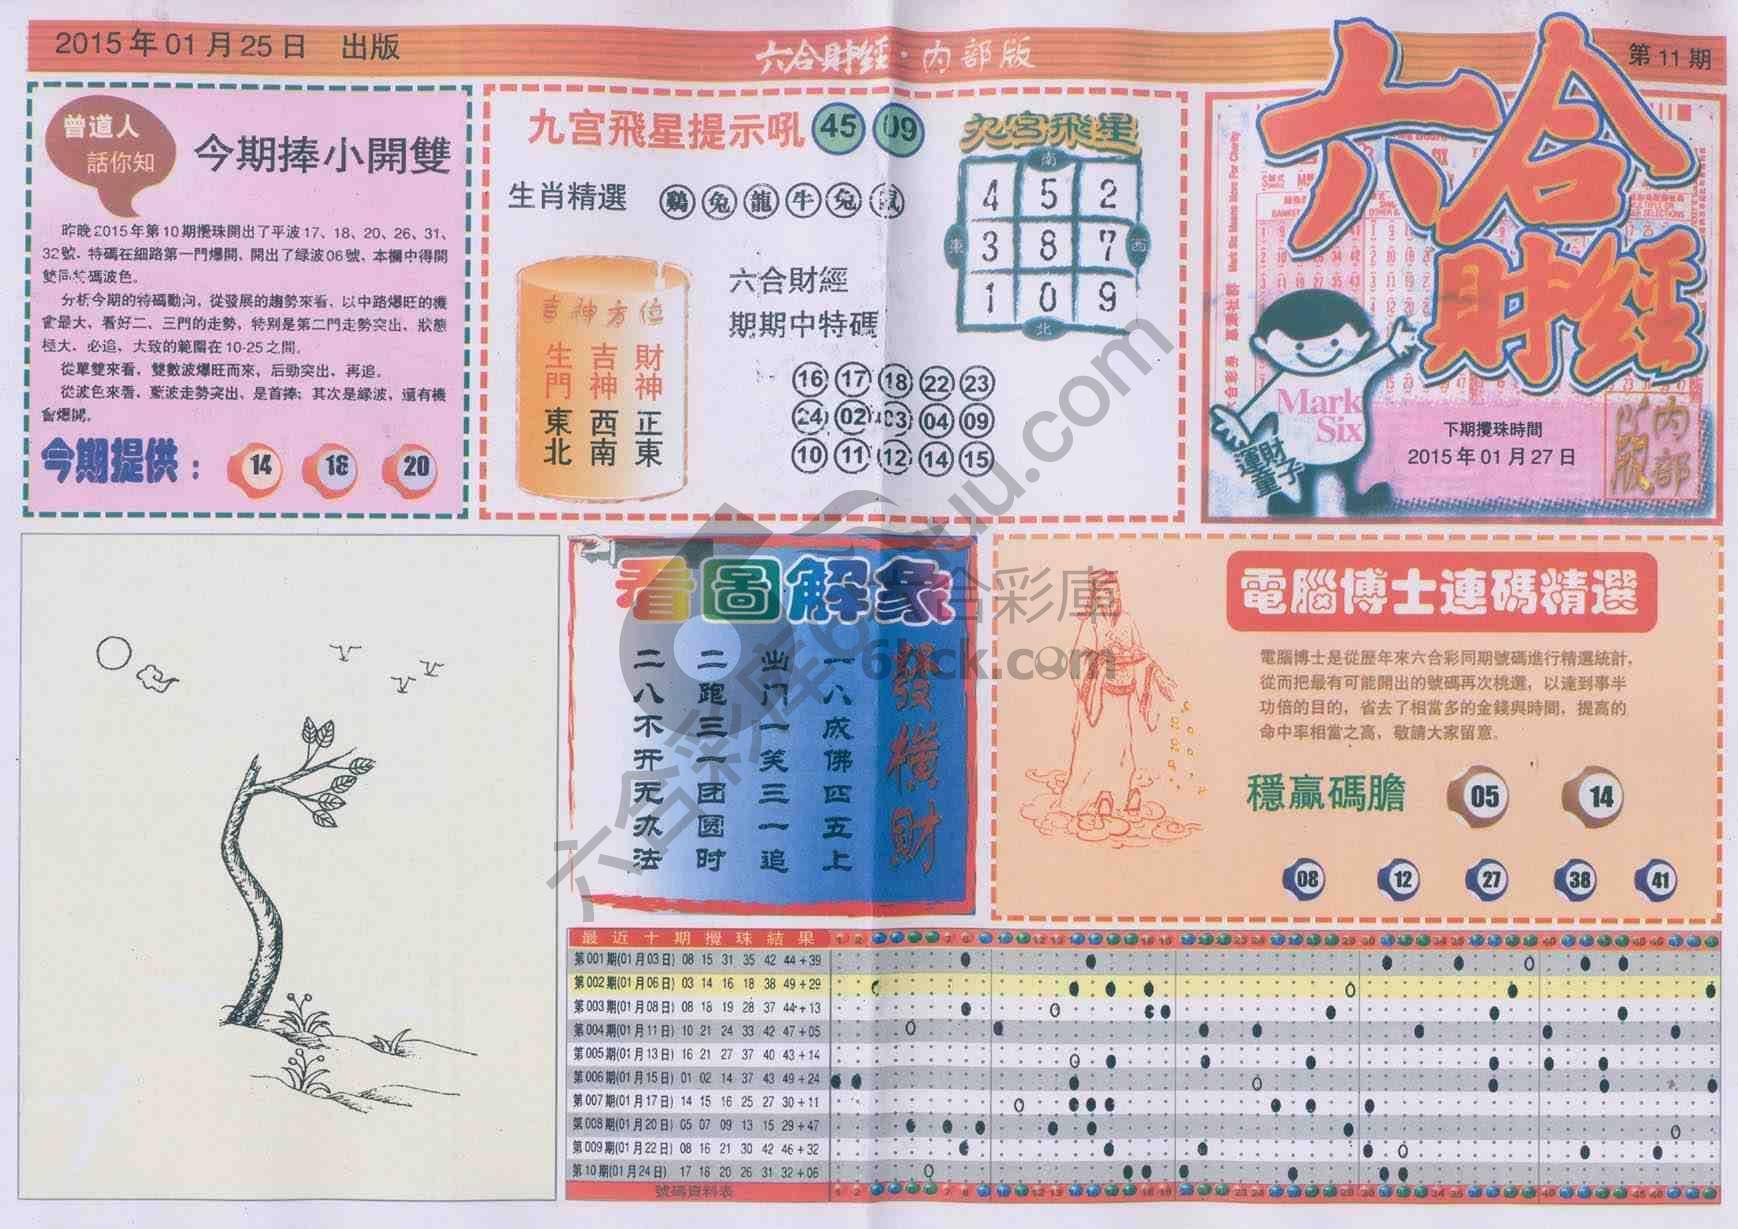 2015年01月25日 出版
六合財經·内部版
第11期
曾道人
話你知
今期捧小開雙
昨晚2015年第10期攪珠開出了平波17、18、20、26、31、
32號、特碼在細路第一門爆開、開出了緑波06號、本欄中得開
雙同特碼波色。
分析今期的特碼動向、從發展的趨勢來看、以中路爆旺的機
會最大、看好二、三門的走勢，特别是第二門走勢突出、狀態
極大、必追、大致的範圍在10-25之間。
從單雙來看，雙數波爆旺而來，后勁突出、再追。
從波色來看、藍波走勢突出、是首捧；其次是緑波，還有機
會爆開。
今期提供：
14 18 20
九宫飛星提示吼 45 09
生肖精選 鷄 兔 龍 牛 兔 鼠
吉神方位
生門 東北
吉神 西南
財神 正東
六合財經
期期中特碼
16 17 18 22 23
24 02 03 04 09
10 11 12 14 15
九宫飛星
南
4 5 2
東 3 8 7 西
1 0 9
北
六合財經
Mark Six
運財童子
下期攪珠時間
2015年01月27日
内部版
看圖解象
發橫財
一八成佛四五上
出门一笑三一追
二跑三一团圆时
二八不开无办法
電腦博士連碼精選
電腦博士是從歷年來六合彩同期號碼進行精選統計，
從而把最有可能開出的號碼再次桃選，以達到事半
功倍的目的，省去了相當多的金錢與時間，提高的
命中率相當之高，敬請大家留意。
穩贏碼膽 05 14
08 12 27 38 41
最近十期攪珠結果
第001期(01月03日) 08 15 31 35 42 44+39
第002期(01月06日) 03 14 16 18 38 49+29
第003期(01月08日) 08 18 19 28 37 44+13
第004期(01月11日) 10 21 24 33 42 47+05
第005期(01月13日) 16 21 27 37 40 43+14
第006期(01月15日) 01 02 14 37 43 49+24
第007期(01月17日) 14 15 16 25 27 30+11
第008期(01月20日) 05 07 09 13 15 29+47
第009期(01月22日) 08 16 21 30 42 46+32
第10期(01月24日) 17 18 20 26 31 32+06
號碼資料表
六合彩庫
6hck.com